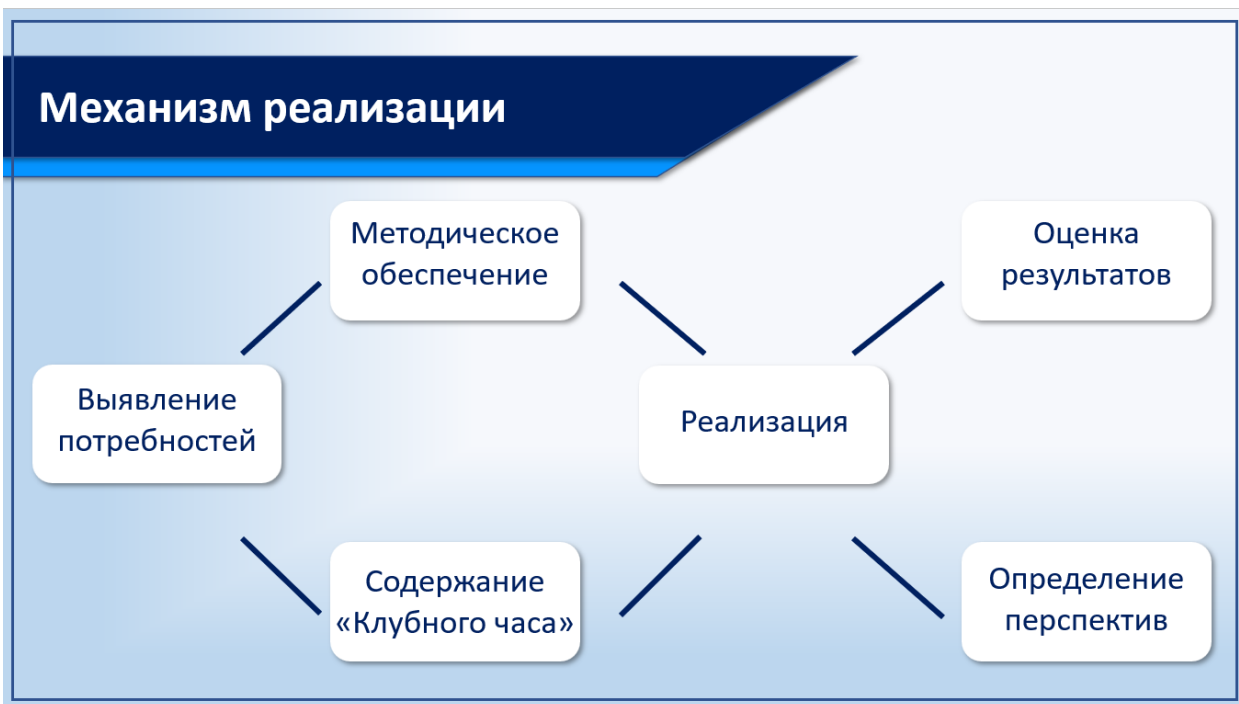 Механизм реализации
Методическое
обеспечение
Оценка
результатов
Выявление
потребностей
Реализация
Содержание
«Клубного часа»
Определение
перспектив